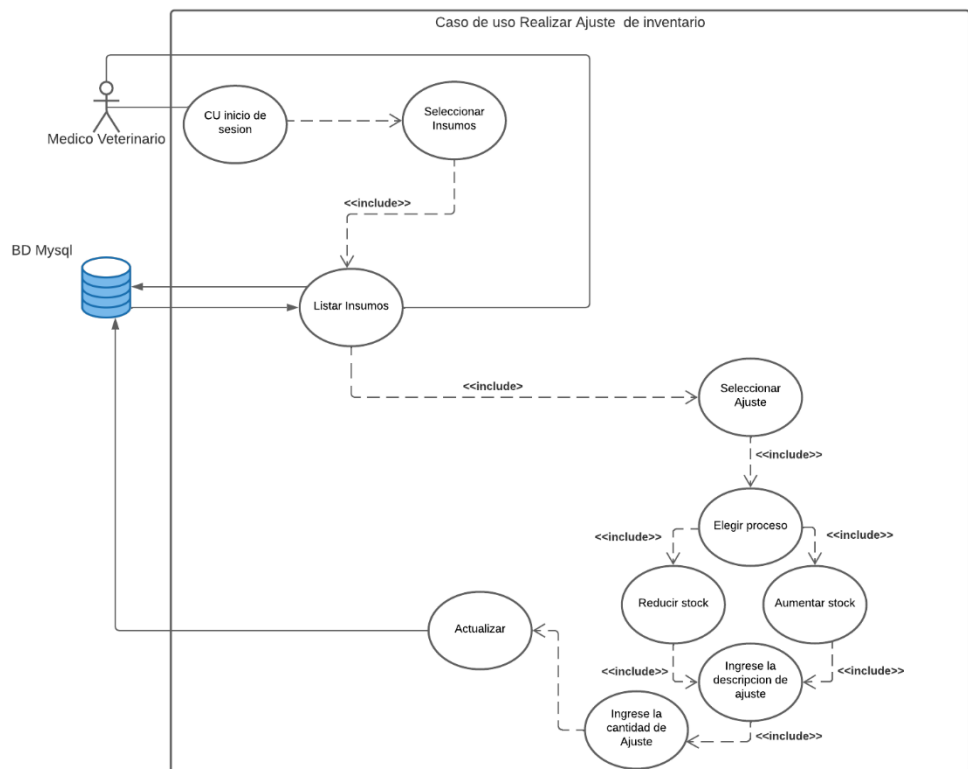 Caso de uso Realizar Ajuste de inventario
CU inicio de
sesion
Seleccionar
Insumos
Medico Veterinario
<<include>>
BD Mysql
Listar Insumos
<<include>
Seleccionar
Ajuste
<<include>>
Elegir proceso
<<include>>
<<include>>
Reducir stock
Aumentar stock
Actualizar
<<include>>
Ingrese la
descripcion de
ajuste
<<include>>
Ingrese la
cantidad de
Ajuste
<<include>>